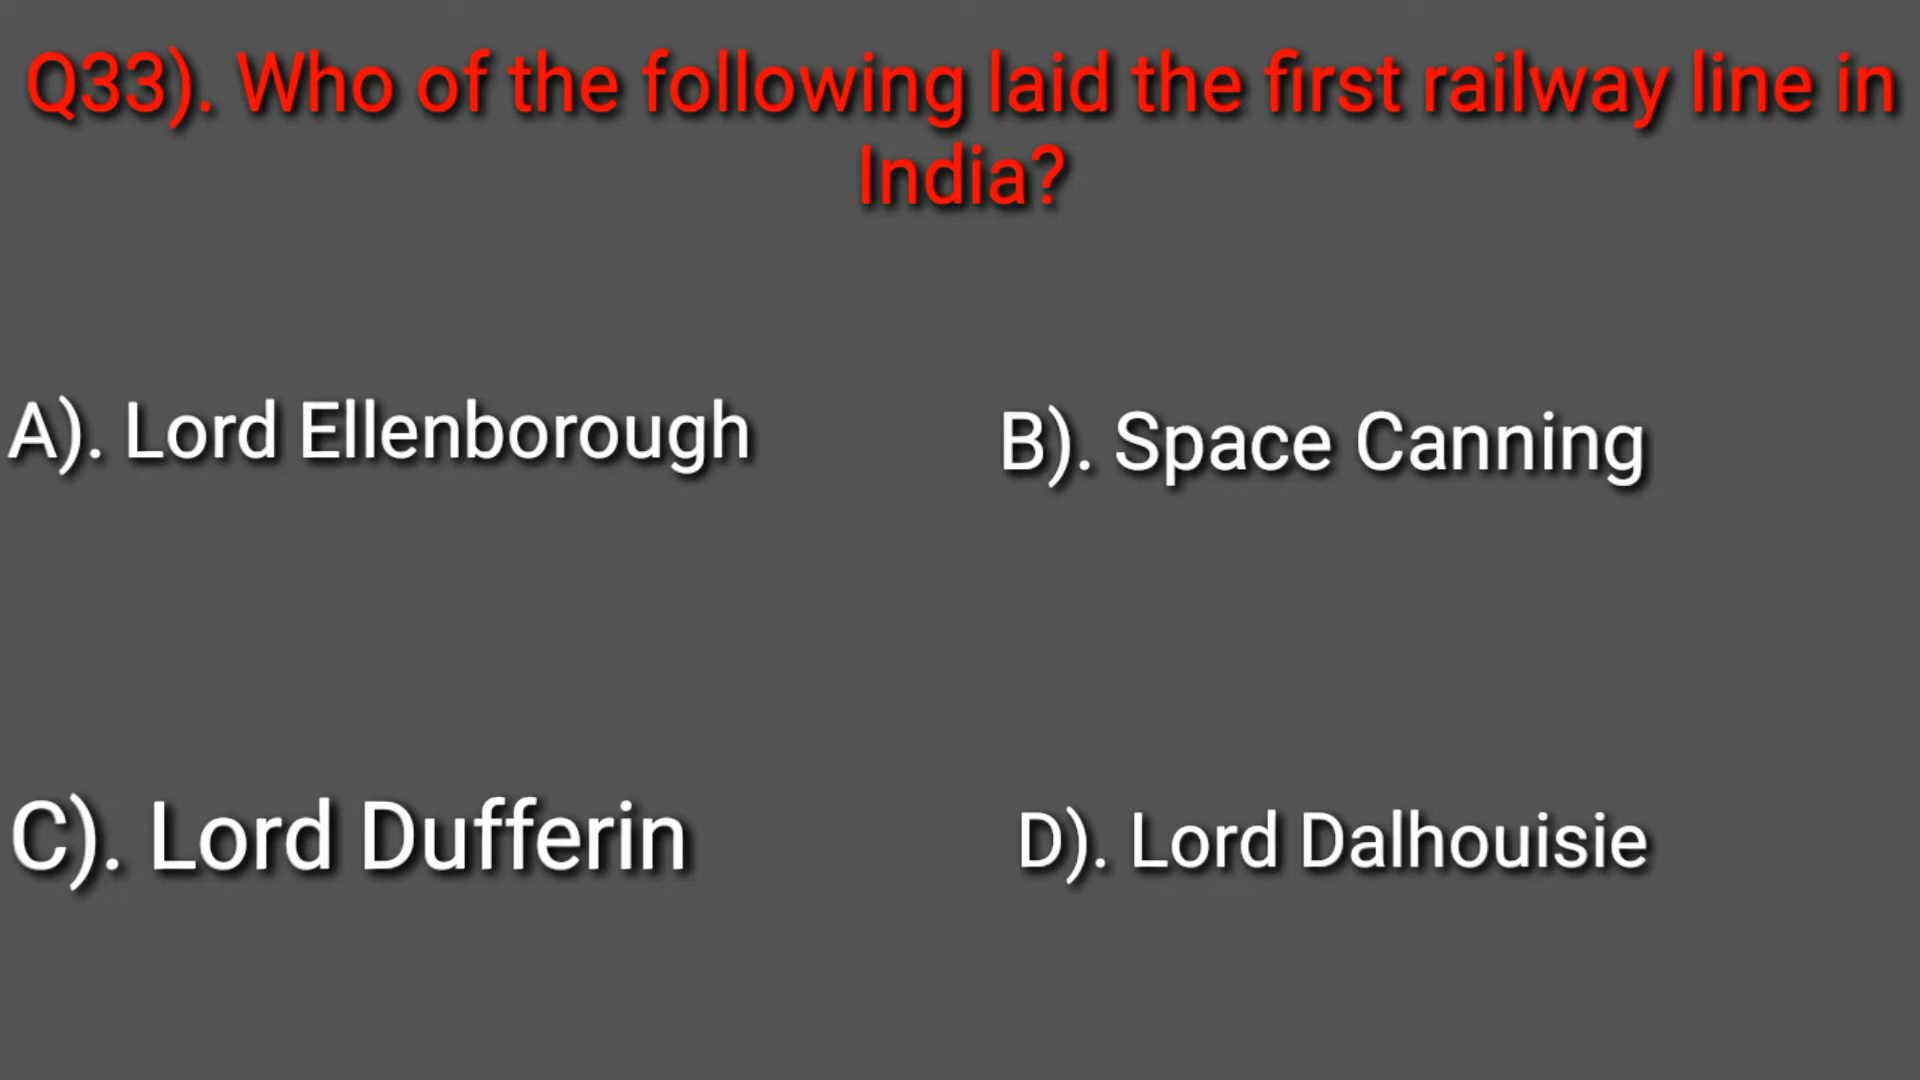 Q33). Who of the following laid the first railway line in
India?
A). Lord Ellenborough
B). Space Canning
C). Lord Dufferin
D). Lord Dalhouisie